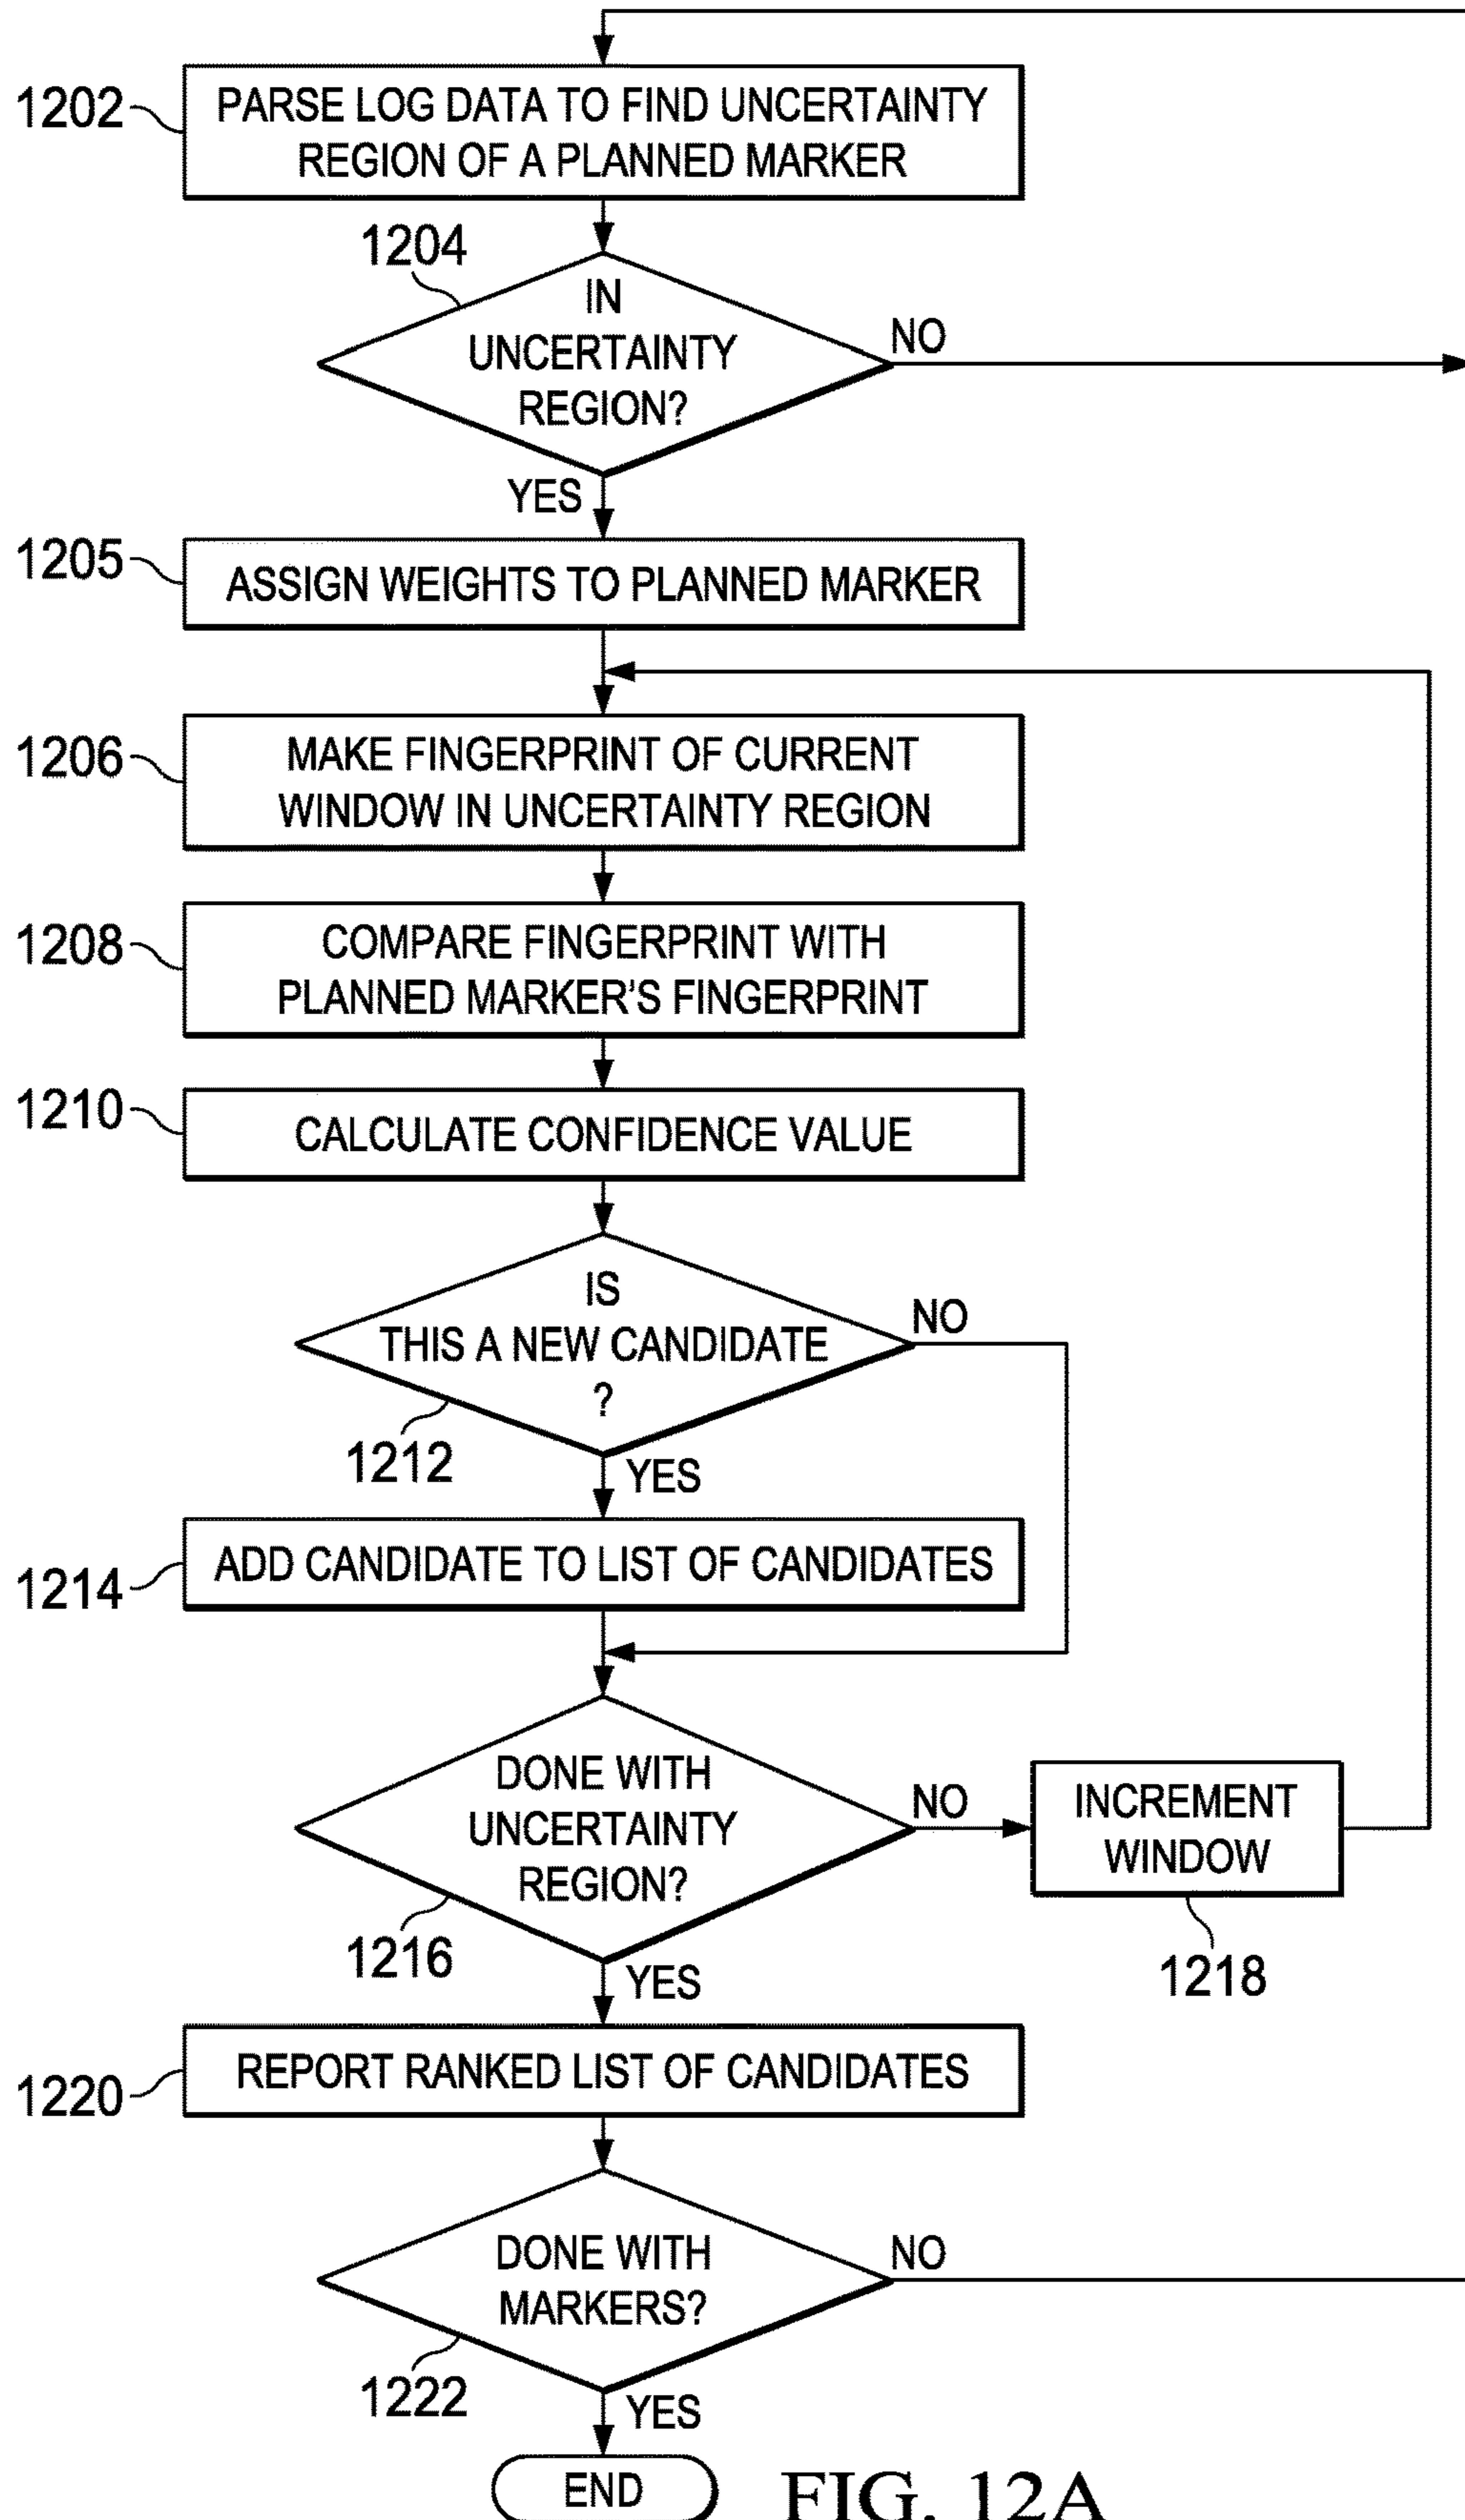 1202
PARSE LOG DATA TO FIND UNCERTAINTY
REGION OF A PLANNED MARKER
1204
IN
UNCERTAINTY
REGION?
NO
YES
1205
ASSIGN WEIGHTS TO PLANNED MARKER
1206
MAKE FINGERPRINT OF CURRENT
WINDOW IN UNCERTAINTY REGION
1208
COMPARE FINGERPRINT WITH
PLANNED MARKER'S FINGERPRINT
1210
CALCULATE CONFIDENCE VALUE
IS
THIS A NEW CANDIDATE
?
NO
1212
YES
1214
ADD CANDIDATE TO LIST OF CANDIDATES
DONE WITH
UNCERTAINTY
REGION?
NO
INCREMENT
WINDOW
1216
1218
YES
1220
REPORT RANKED LIST OF CANDIDATES
DONE WITH
MARKERS?
NO
1222
YES
END
FIG. 12A